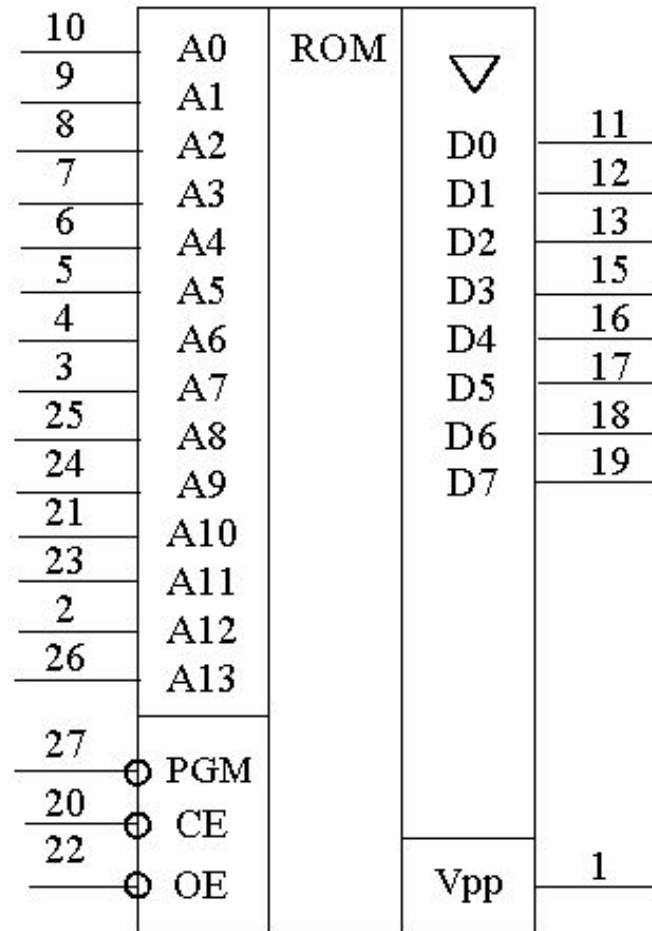 10 A0 ROM
9 A1
8 A2 D0 11
7 A3 D1 12
6 A4 D2 13
5 A5 D3 15
4 A6 D4 16
3 A7 D5 17
25 A8 D6 18
24 A9 D7 19
21 A10
23 A11
2 A12
26 A13
27 PGM
20 CE
22 OE Vpp 1